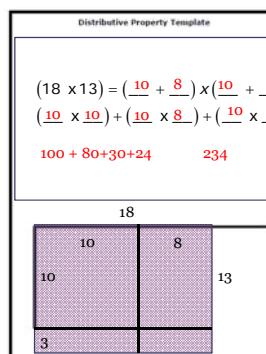 Distributive Property Template
(18 x 13) = (10 + 8) x (10 + _
(10 x 10) + (10 x 8) + (10 x _
100 + 80+30+24 234
18
10 8
10 13
3